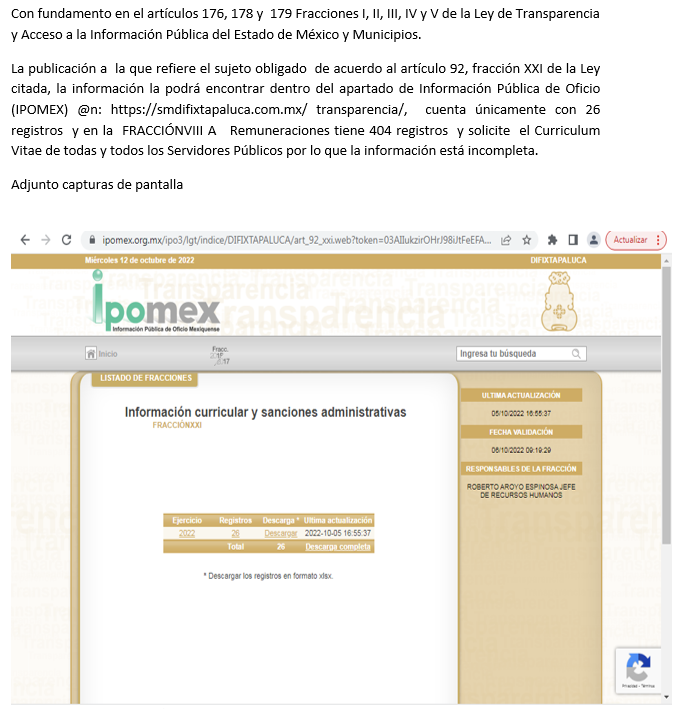 Con fundamento en el artículos 176, 178 y 179 Fracciones I, II, III, IV y V de la Ley de Transparencia
y Acceso a la Información Pública del Estado de México y Municipios.
La publicación a la que refiere el sujeto obligado de acuerdo al artículo 92, fracción XXI de la Ley
citada, la información la podrá encontrar dentro del apartado de Información Pública de Oficio
(IPOMEX) @n: https://smdifixtapaluca.com.mx/ transparencia/, cuenta únicamente con 26
registros y en la FRACCIÓNVIII A Remuneraciones tiene 404 registros y solicite el Curriculum
Vitae de todas y todos los Servidores Públicos por lo que la información está incompleta.
Adjunto capturas de pantalla
ipomex.org.mx/ipo3/lgt/indice/DIFIXTAPALUCA/art_92_xxi.web?token=03AIIukzirOHrJ98iJtFeEFA...
Actualizar
Miércoles 12 de octubre de 2022 DIFIXTAPALUCA
ipomex
Información Pública de Oficio Mexiquense
Inicio
Fracc.
17
Ingresa tu búsqueda
LISTADO DE FRACCIONES
Información curricular y sanciones administrativas
FRACCIÓNXXI
ULTIMA ACTUALIZACIÓN
05/10/2022 16:55:37
FECHA VALIDACIÓN
06/10/2022 09:19:29
RESPONSABLES DE LA FRACCIÓN
ROBERTO ARROYO ESPINOSA JEFE
DE RECURSOS HUMANOS
Ejercicio Registros Descarga * Ultima actualización
2022 26 Descargar 2022-10-05 16:55:37
Total 26 Descarga completa
* Descargar los registros en formato xlsx.
Privacidad - Términos